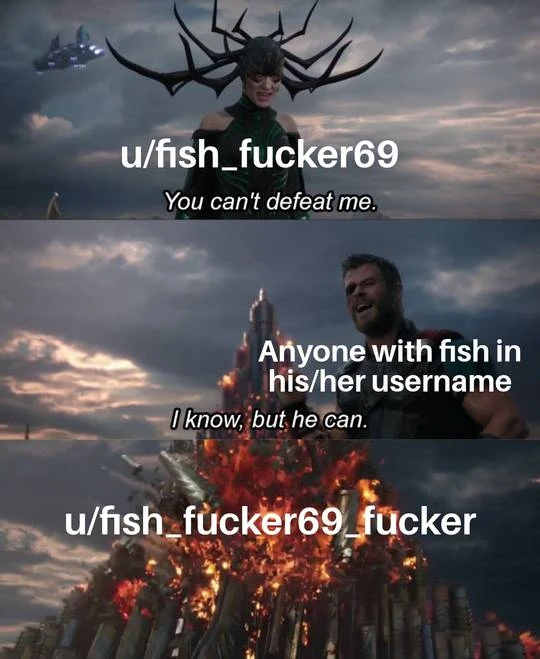 u/fish_fucker69
You can't defeat me.
Anyone with fish in
his/her username
I know, but he can.
u/fish_fucker69_fucker